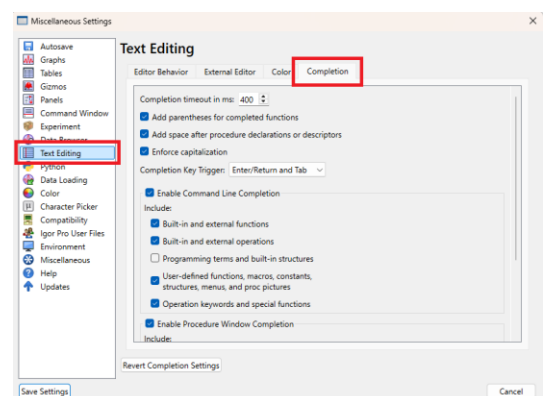 Miscellaneous Settings
Autosave
Graphs
Tables
Gizmos
Panels
Command Window
Experiment
Data Browser
Text Editing
Python
Data Loading
Color
Character Picker
Compatibility
Igor Pro User Files
Environment
Miscellaneous
Help
Updates
Text Editing
Editor Behavior External Editor Color Completion
Completion timeout in ms: 400
Add parentheses for completed functions
Add space after procedure declarations or descriptors
Enforce capitalization
Completion Key Trigger: Enter/Return and Tab
Enable Command Line Completion
Include:
Built-in and external functions
Built-in and external operations
Programming terms and built-in structures
User-defined functions, macros, constants,
structures, menus, and proc pictures
Operation keywords and special functions
Enable Procedure Window Completion
Include:
Revert Completion Settings
Save Settings Cancel